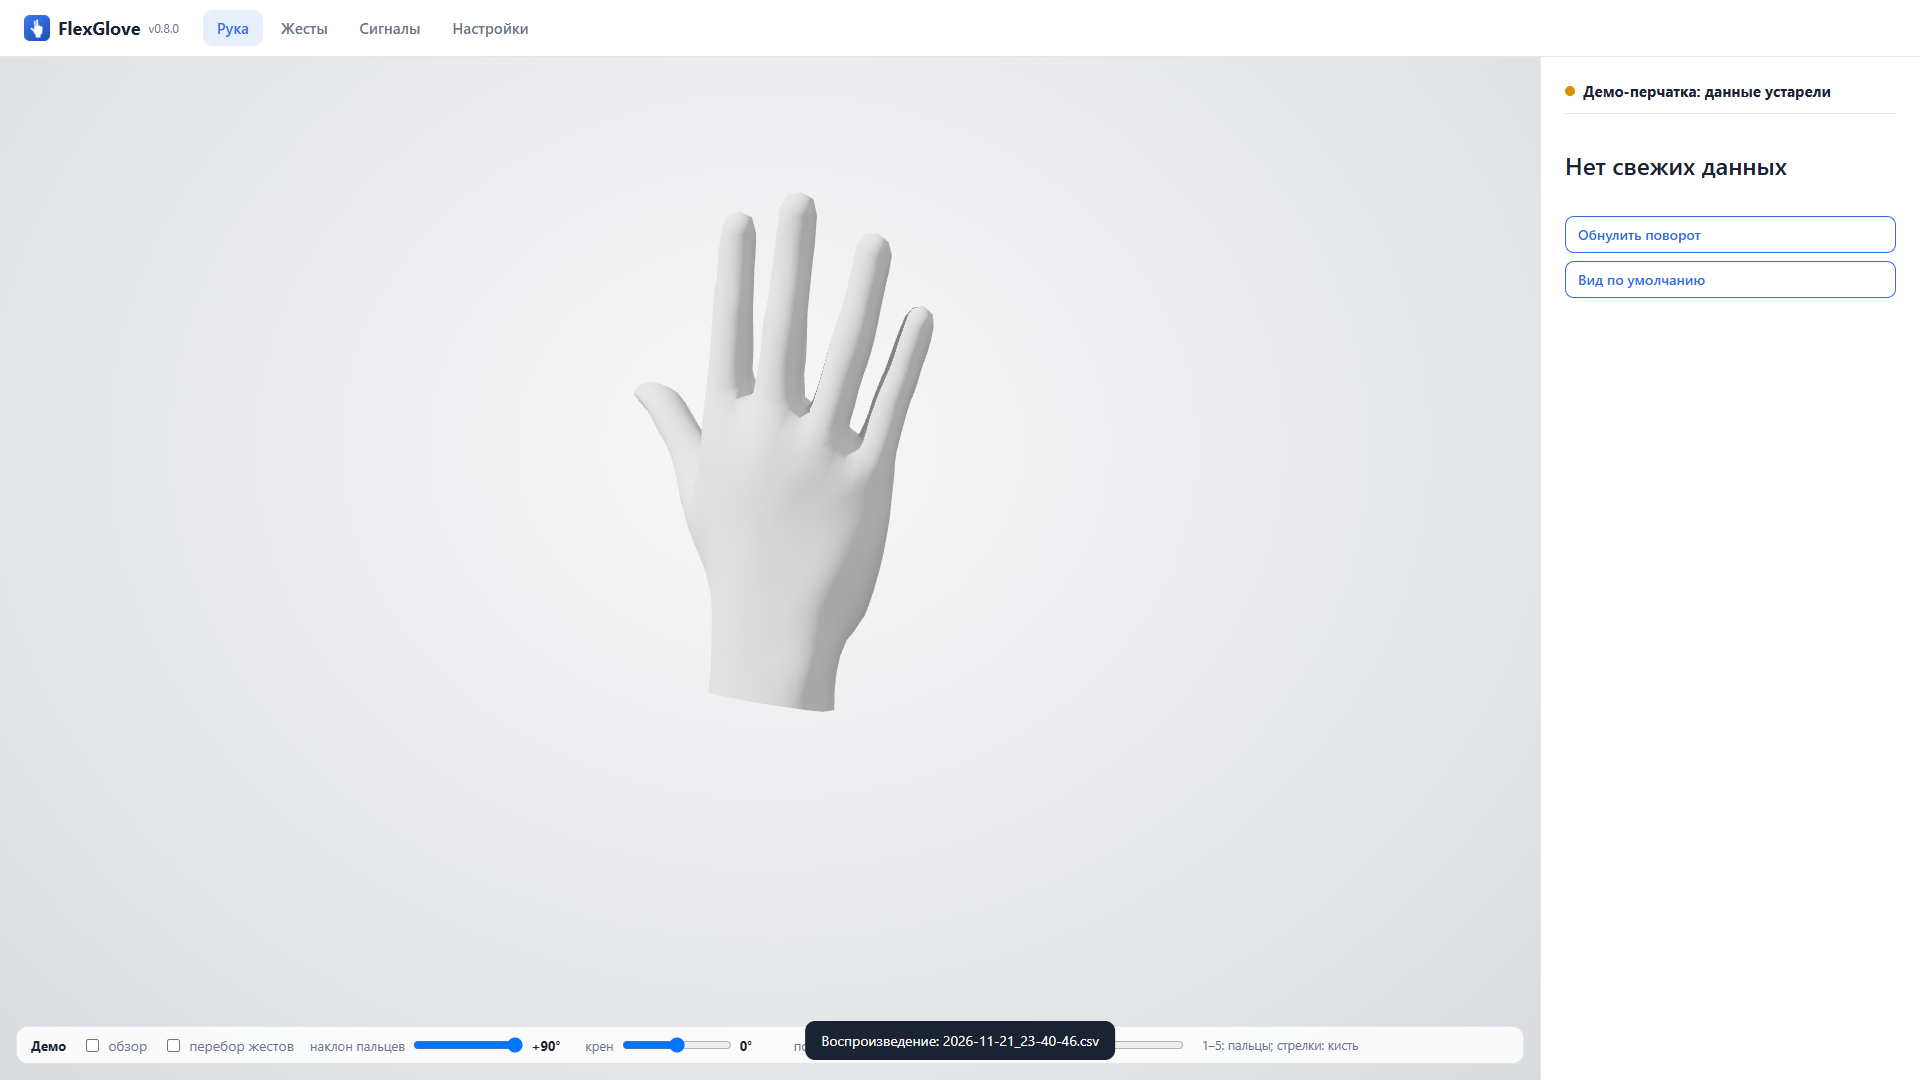 FlexGlove v0.8.0 Рука Жесты Сигналы Настройки
Демо-перчатка: данные устарели
Нет свежих данных
Обнулить поворот
Вид по умолчанию
Демо обзор перебор жестов наклон пальцев +90° крен 0° 1–5: пальцы; стрелки: кисть
Воспроизведение: 2026-11-21_23-40-46.csv